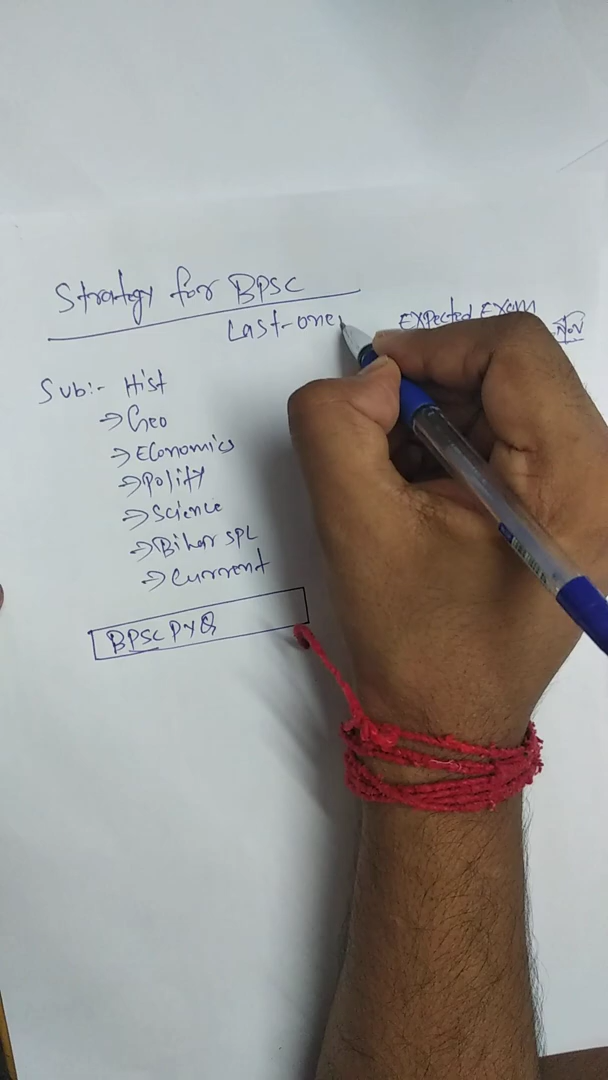 Strategy for BPSC
Last-one
Expected Exam
Nov
Sub:- Hist
→ Geo
→ Economics
→ Polity
→ Science
→ Bihar SPL
→ Current
BPSC PYQ